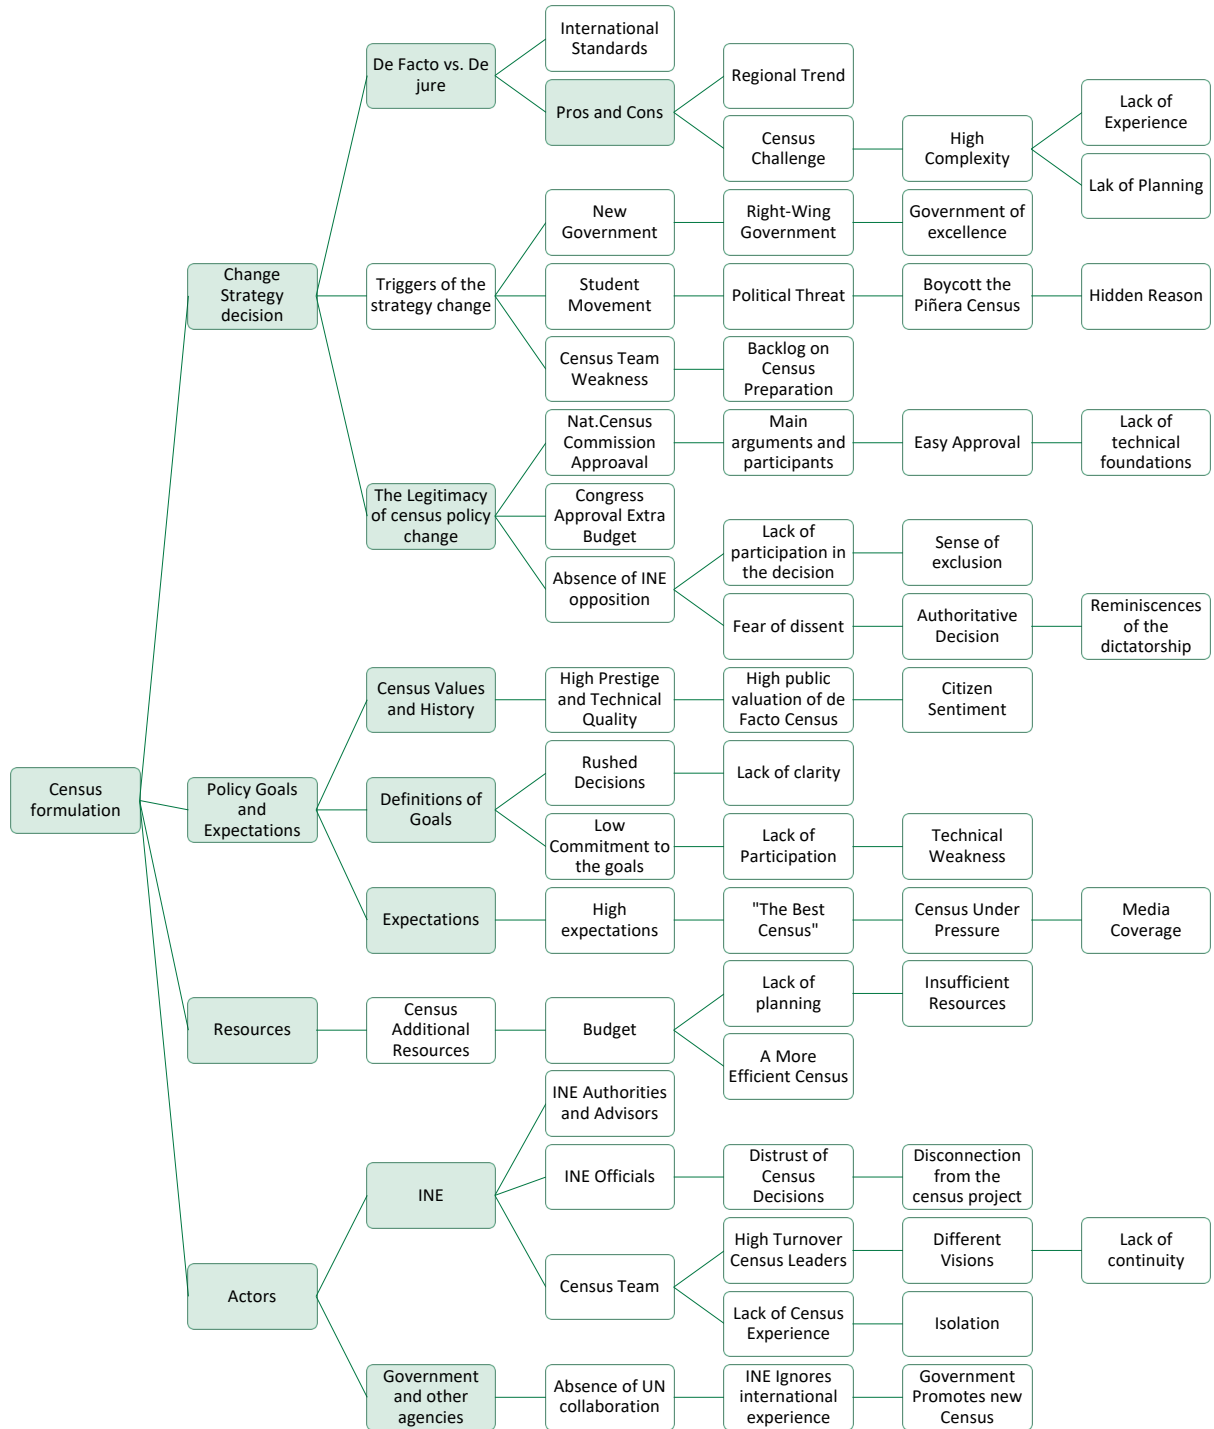 International
Standards
De Facto vs. De
jure
Regional Trend
Pros and Cons
Lack of
Experience
Census
Challenge
High
Complexity
Lak of Planning
New
Government
Right-Wing
Government
Government of
excellence
Change
Strategy
decision
Triggers of the
strategy change
Student
Movement
Political Threat
Boycott the
Piñera Census
Hidden Reason
Census Team
Weakness
Backlog on
Census
Preparation
Nat.Census
Commission
Approaval
Main
arguments and
participants
Easy Approval
Lack of
technical
foundations
The Legitimacy
of census policy
change
Congress
Approval Extra
Budget
Lack of
participation in
the decision
Sense of
exclusion
Absence of INE
opposition
Fear of dissent
Authoritative
Decision
Reminiscences
of the
dictatorship
Census Values
and History
High Prestige
and Technical
Quality
High public
valuation of de
Facto Census
Citizen
Sentiment
Census
formulation
Policy Goals
and
Expectations
Definitions of
Goals
Rushed
Decisions
Lack of clarity
Low
Commitment to
the goals
Lack of
Participation
Technical
Weakness
Expectations
High
expectations
"The Best
Census"
Census Under
Pressure
Media
Coverage
Resources
Census
Additional
Resources
Budget
Lack of
planning
Insufficient
Resources
A More
Efficient Census
INE Authorities
and Advisors
INE
INE Officials
Distrust of
Census
Decisions
Disconnection
from the
census project
Actors
Census Team
High Turnover
Census Leaders
Different
Visions
Lack of
continuity
Lack of Census
Experience
Isolation
Government
and other
agencies
Absence of UN
collaboration
INE Ignores
international
experience
Government
Promotes new
Census